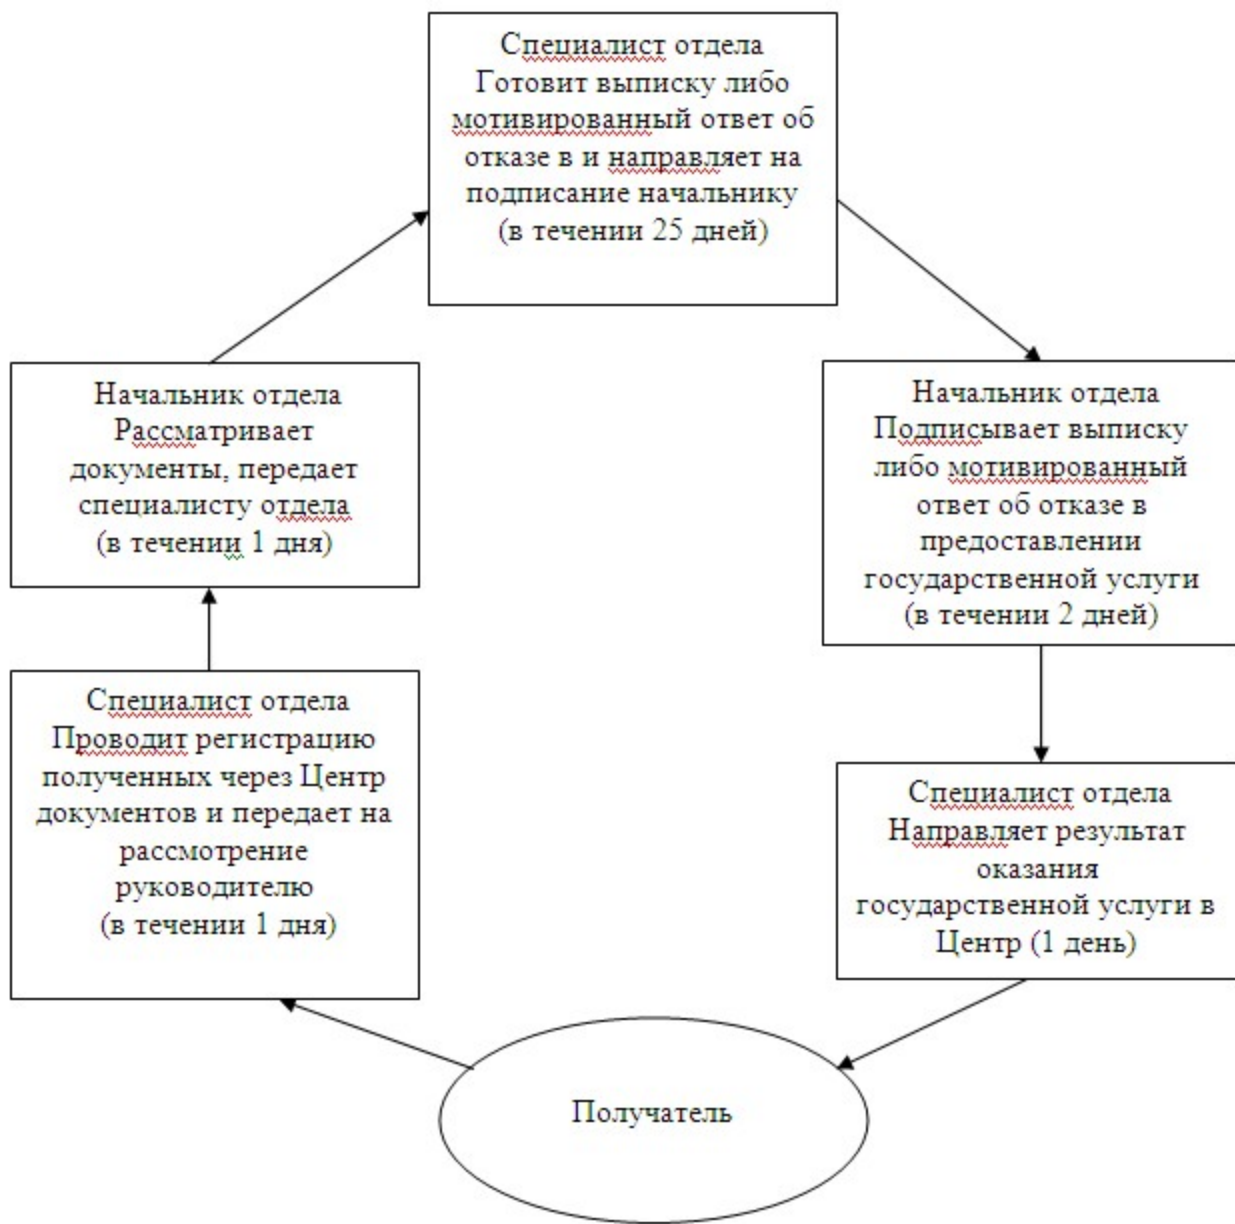 Специалист отдела
Готовит выписку либо
мотивированный ответ об
отказе в и направляет на
подписание начальнику
(в течении 25 дней)
Начальник отдела
Рассматривает
документы, передает
специалисту отдела
(в течении 1 дня)
Начальник отдела
Подписывает выписку
либо мотивированный
ответ об отказе в
предоставлении
государственной услуги
(в течении 2 дней)
Специалист отдела
Проводит регистрацию
полученных через Центр
документов и передает на
рассмотрение
руководителю
(в течении 1 дня)
Специалист отдела
Направляет результат
оказания
государственной услуги в
Центр (1 день)
Получатель